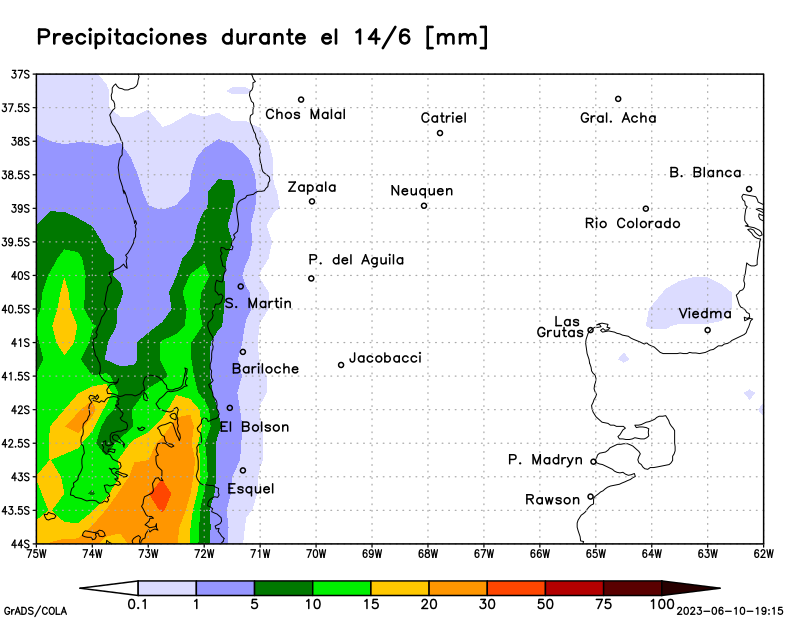 Precipitaciones durante el 14/6 [mm]
37S
37.5S
38S
38.5S
39S
39.5S
40S
40.5S
41S
41.5S
42S
42.5S
43S
43.5S
44S
Chos Malal
Catriel
Gral. Acha
B. Blanca
Zapala
Neuquen
Rio Colorado
P. del Aguila
S. Martin
Viedma
Las
Grutas
Jacobacci
Bariloche
El Bolson
P. Madryn
Esquel
Rawson
75W 74W 73W 72W 71W 70W 69W 68W 67W 66W 65W 64W 63W 62W
0.1 1 5 10 15 20 30 50 75 100
GrADS/COLA
2023-06-10-19:15